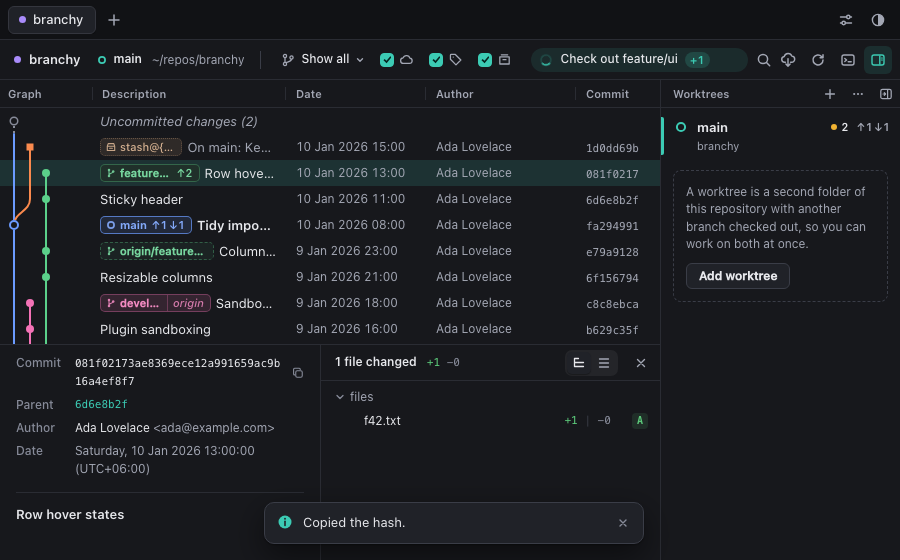 branchy
branchy main ~/repos/branchy Show all Check out feature/ui +1
Graph Description Date Author Commit Worktrees
Uncommitted changes (2)
stash@{… On main: Ke… 10 Jan 2026 15:00 Ada Lovelace 1d0dd69b
feature… ↑2 Row hove… 10 Jan 2026 13:00 Ada Lovelace 081f0217
Sticky header 10 Jan 2026 11:00 Ada Lovelace 6d6e8b2f
main ↑1↓1 Tidy impo… 10 Jan 2026 08:00 Ada Lovelace fa294991
origin/feature… Column… 9 Jan 2026 23:00 Ada Lovelace e79a9128
Resizable columns 9 Jan 2026 21:00 Ada Lovelace 6f156794
devel… origin Sandbo… 9 Jan 2026 18:00 Ada Lovelace c8c8ebca
Plugin sandboxing 9 Jan 2026 16:00 Ada Lovelace b629c35f
main 2 ↑1↓1
branchy
A worktree is a second folder of
this repository with another
branch checked out, so you can
work on both at once.
Add worktree
Commit 081f02173ae8369ece12a991659ac9b
16a4ef8f7
Parent 6d6e8b2f
Author Ada Lovelace <ada@example.com>
Date Saturday, 10 Jan 2026 13:00:00
(UTC+06:00)
Row hover states
1 file changed +1 −0
files
f42.txt +1 −0 A
Copied the hash.